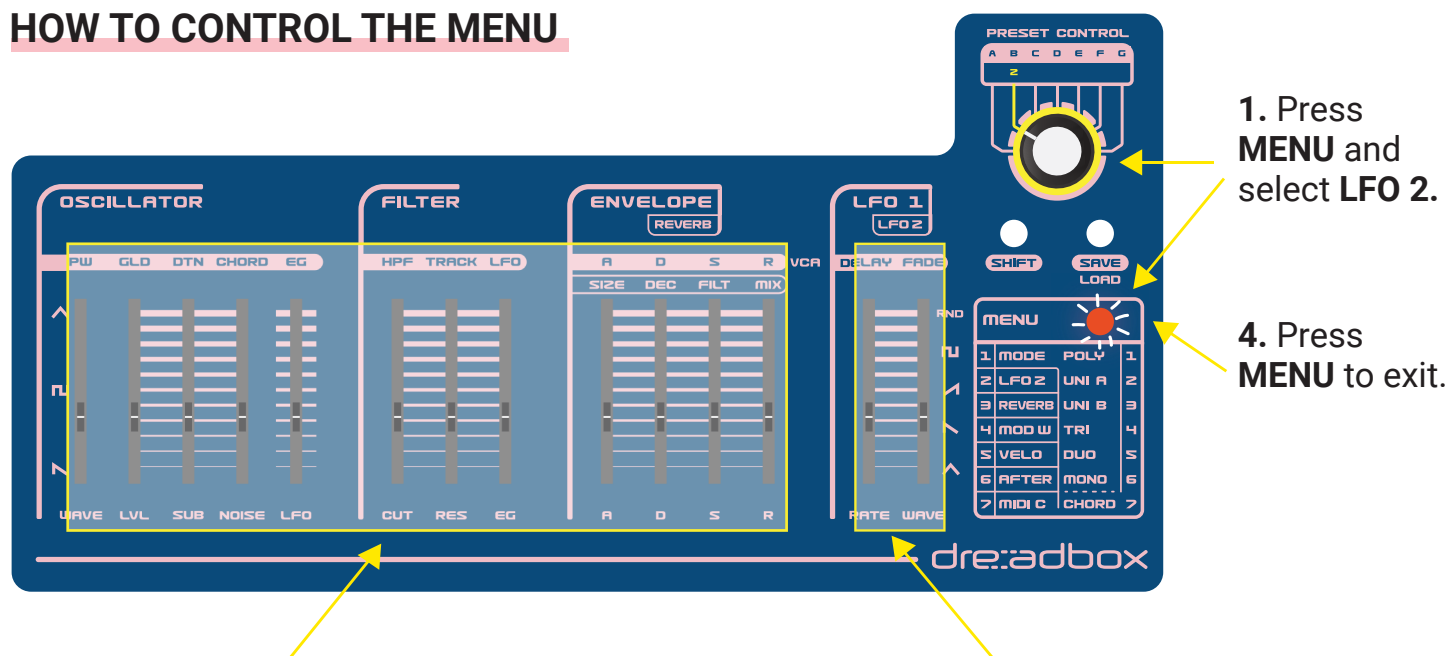 HOW TO CONTROL THE MENU
PRESET CONTROL
A B C D E F G
2
1. Press
MENU and
select LFO 2.
OSCILLATOR
FILTER
ENVELOPE
REVERB
LFO 1
LFO 2
PW GLD DTN CHORD EG
HPF TRACK LFO
A D S R VCA
SIZE DEC FILT MIX
DELAY FADE
SHIFT
SAVE
LOAD
RND
MENU
1 MODE POLY 1
2 LFO 2 UNI A 2
3 REVERB UNI B 3
4 MOD W TRI 4
5 VELO DUO 5
6 AFTER MONO 6
7 MIDI C CHORD 7
4. Press
MENU to exit.
WAVE LVL SUB NOISE LFO
CUT RES EG
A D S R
RATE WAVE
dre::adbox